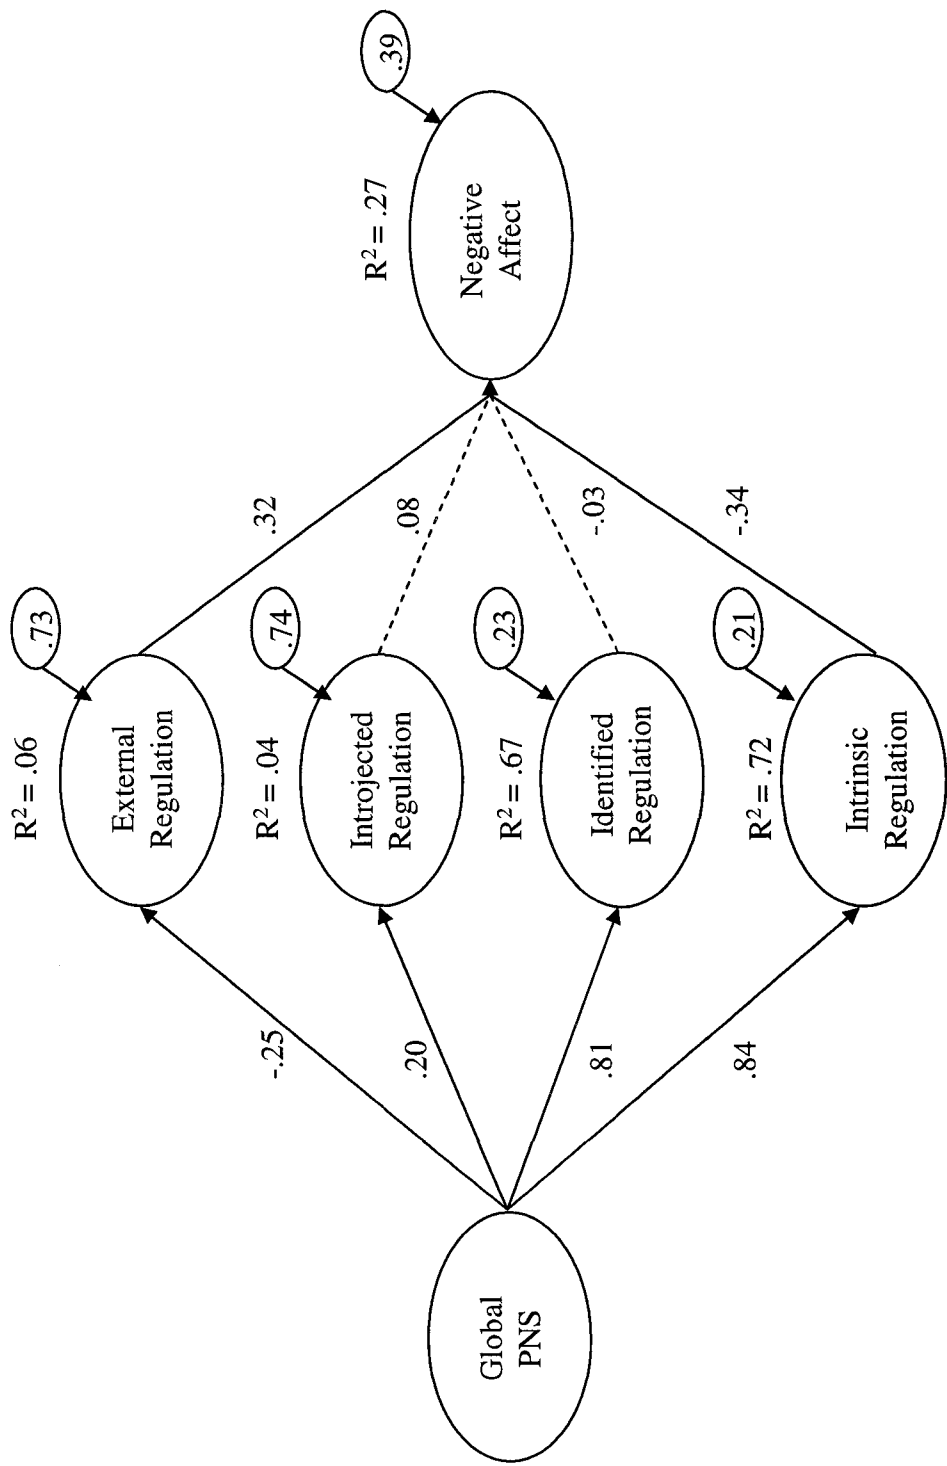 .73
R² = .06
External
Regulation
.74
R² = .04
Introjected
Regulation
.23
R² = .67
Identified
Regulation
.21
R² = .72
Intrinsic
Regulation
-.25
.20
.81
.84
Global
PNS
.32
.08
-.03
-.34
.39
R² = .27
Negative
Affect